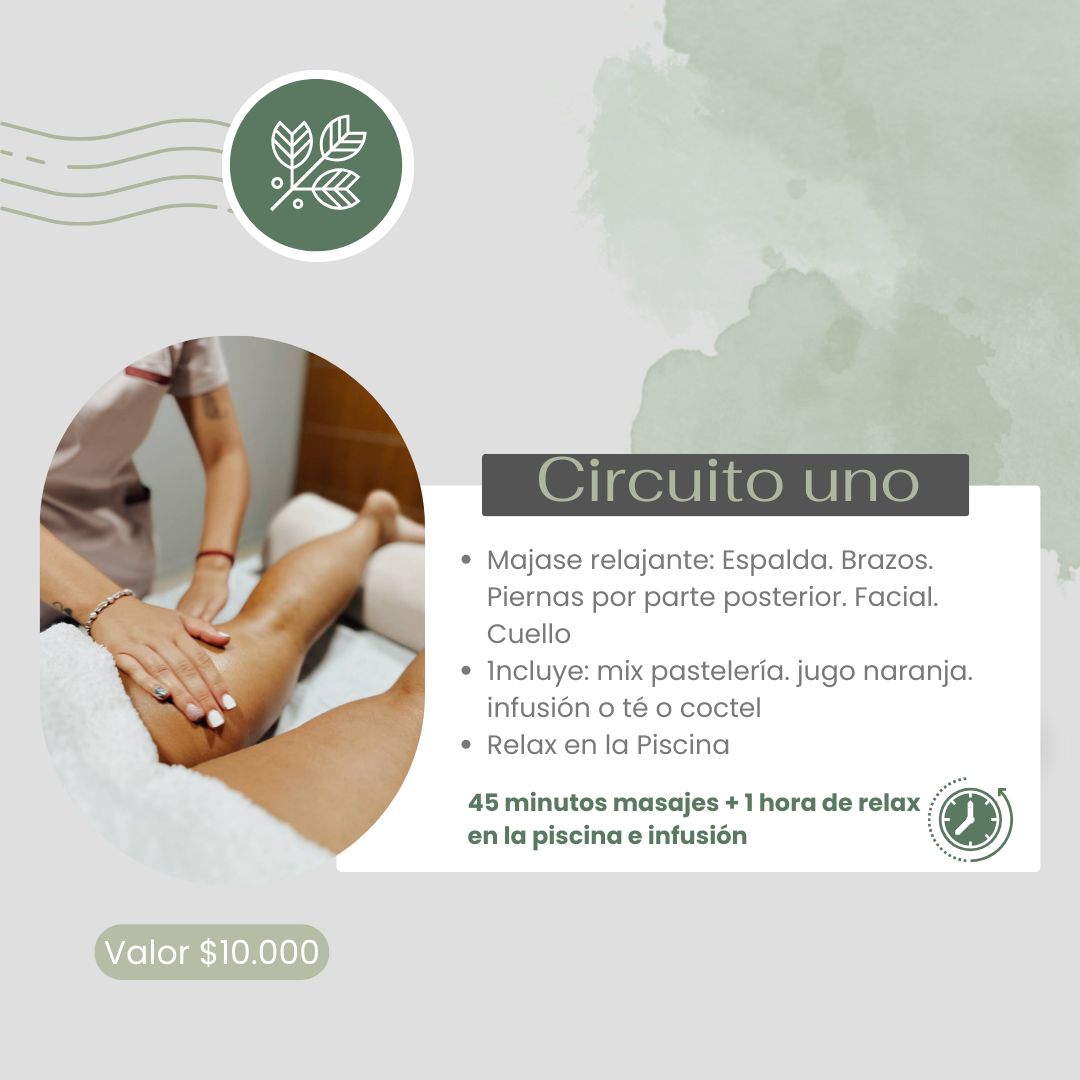 Circuito uno
Majase relajante: Espalda. Brazos.
Piernas por parte posterior. Facial.
Cuello
1ncluye: mix pastelería. jugo naranja.
infusión o té o coctel
Relax en la Piscina
45 minutos masajes + 1 hora de relax
en la piscina e infusión
Valor $10.000